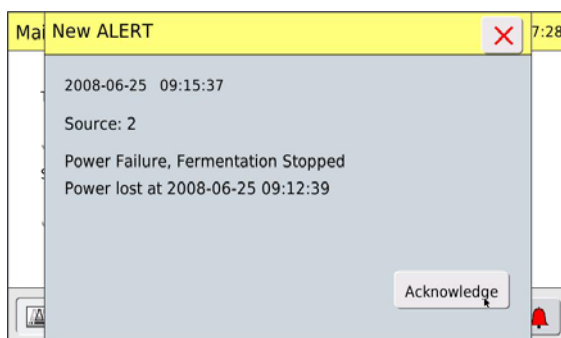 Mai New ALERT 7:28
2008-06-25 09:15:37
Source: 2
Power Failure, Fermentation Stopped
Power lost at 2008-06-25 09:12:39
Acknowledge